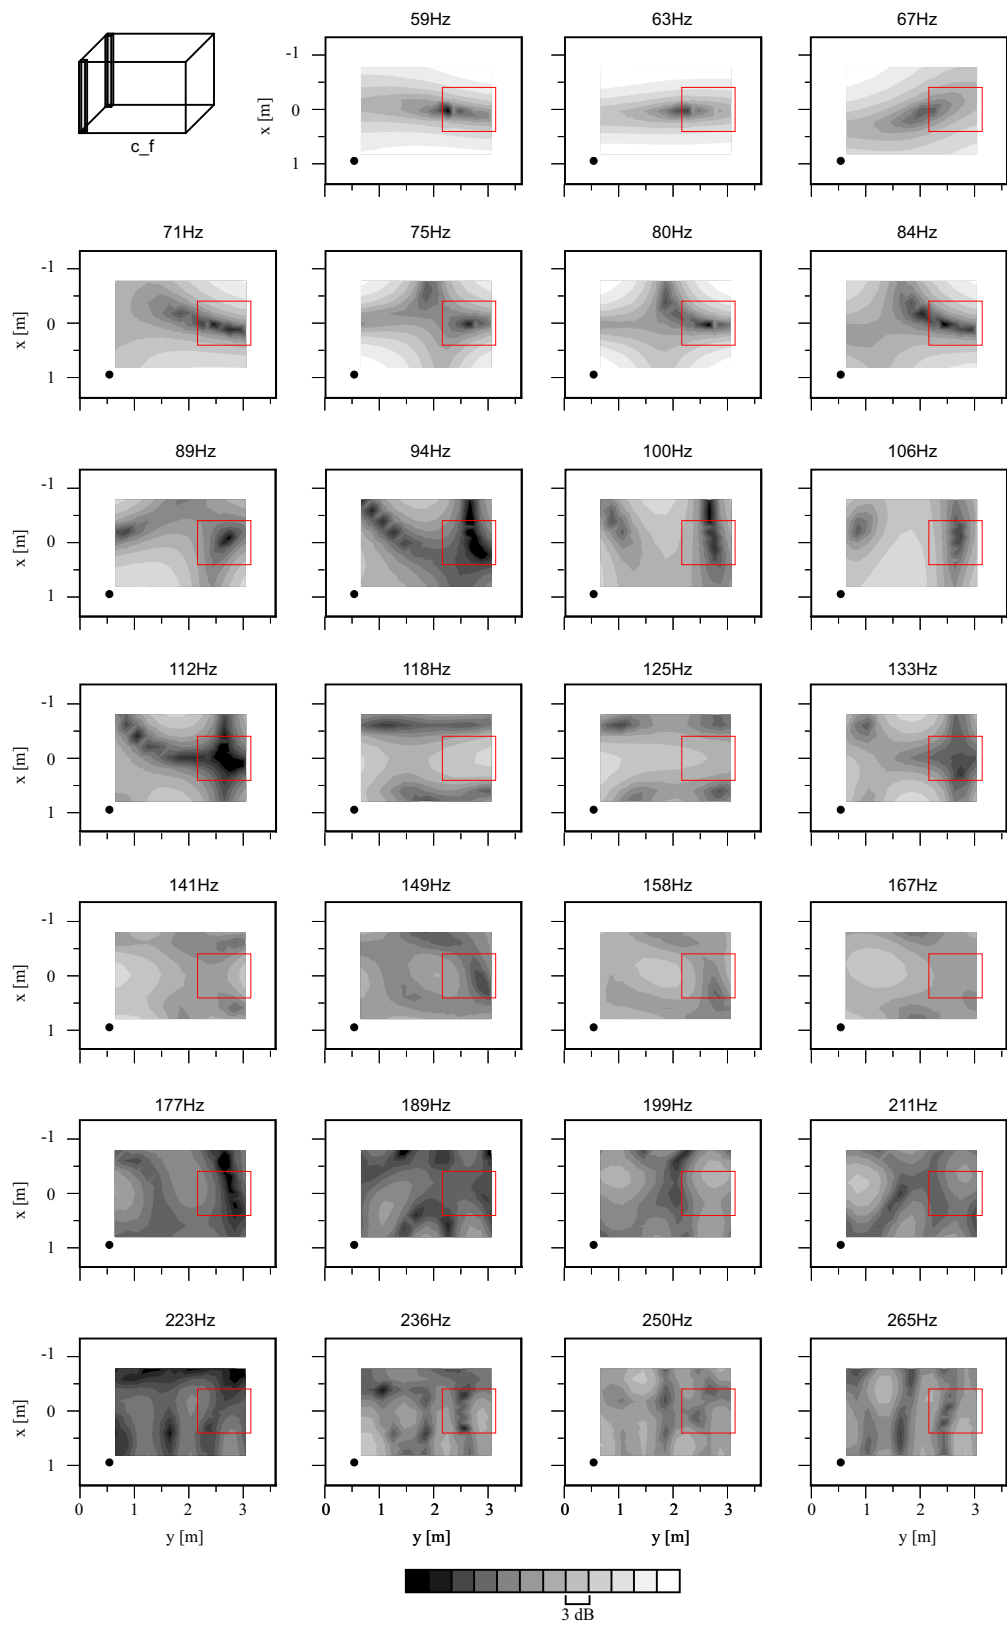 59Hz 63Hz 67Hz
-1
0
1
x [m]
c_f
71Hz 75Hz 80Hz 84Hz
-1
0
1
x [m]
89Hz 94Hz 100Hz 106Hz
-1
0
1
x [m]
112Hz 118Hz 125Hz 133Hz
-1
0
1
x [m]
141Hz 149Hz 158Hz 167Hz
-1
0
1
x [m]
177Hz 189Hz 199Hz 211Hz
-1
0
1
x [m]
223Hz 236Hz 250Hz 265Hz
-1
0
1
x [m]
0 1 2 3 0 1 2 3 0 1 2 3 0 1 2 3
y [m] y [m] y [m] y [m]
3 dB